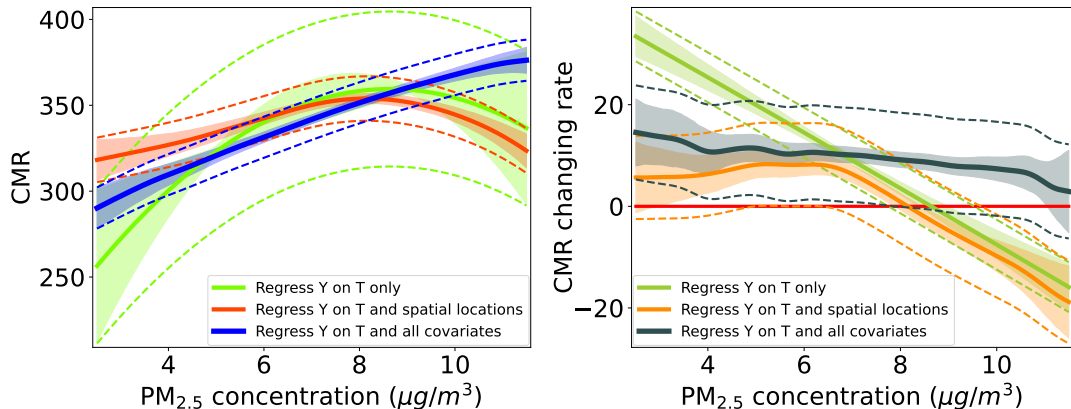 400
350
300
250
CMR
Regress Y on T only
Regress Y on T and spatial locations
Regress Y on T and all covariates
4
6
8
10
PM2.5 concentration (μg/m³)
20
0
−20
CMR changing rate
Regress Y on T only
Regress Y on T and spatial locations
Regress Y on T and all covariates
4
6
8
10
PM2.5 concentration (μg/m³)